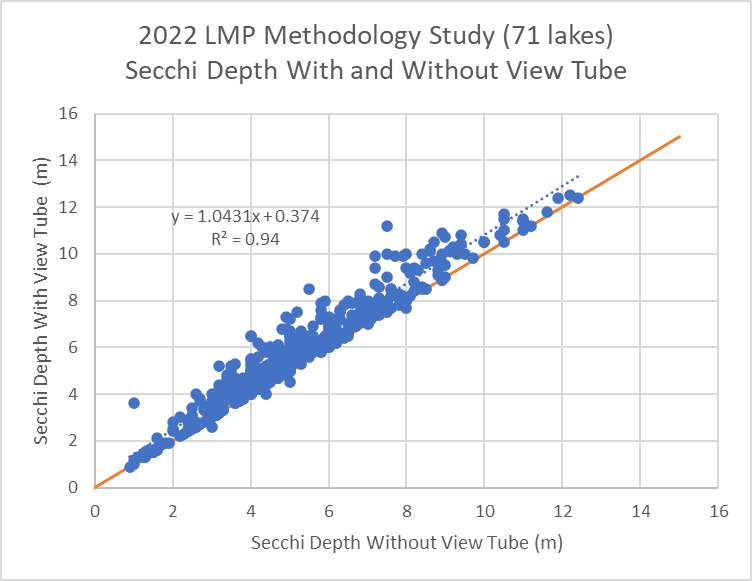 2022 LMP Methodology Study (71 lakes)
Secchi Depth With and Without View Tube
Secchi Depth With View Tube (m)
16
14
12
10
8
6
4
2
0
y = 1.0431x + 0.374
R² = 0.94
0 2 4 6 8 10 12 14 16
Secchi Depth Without View Tube (m)